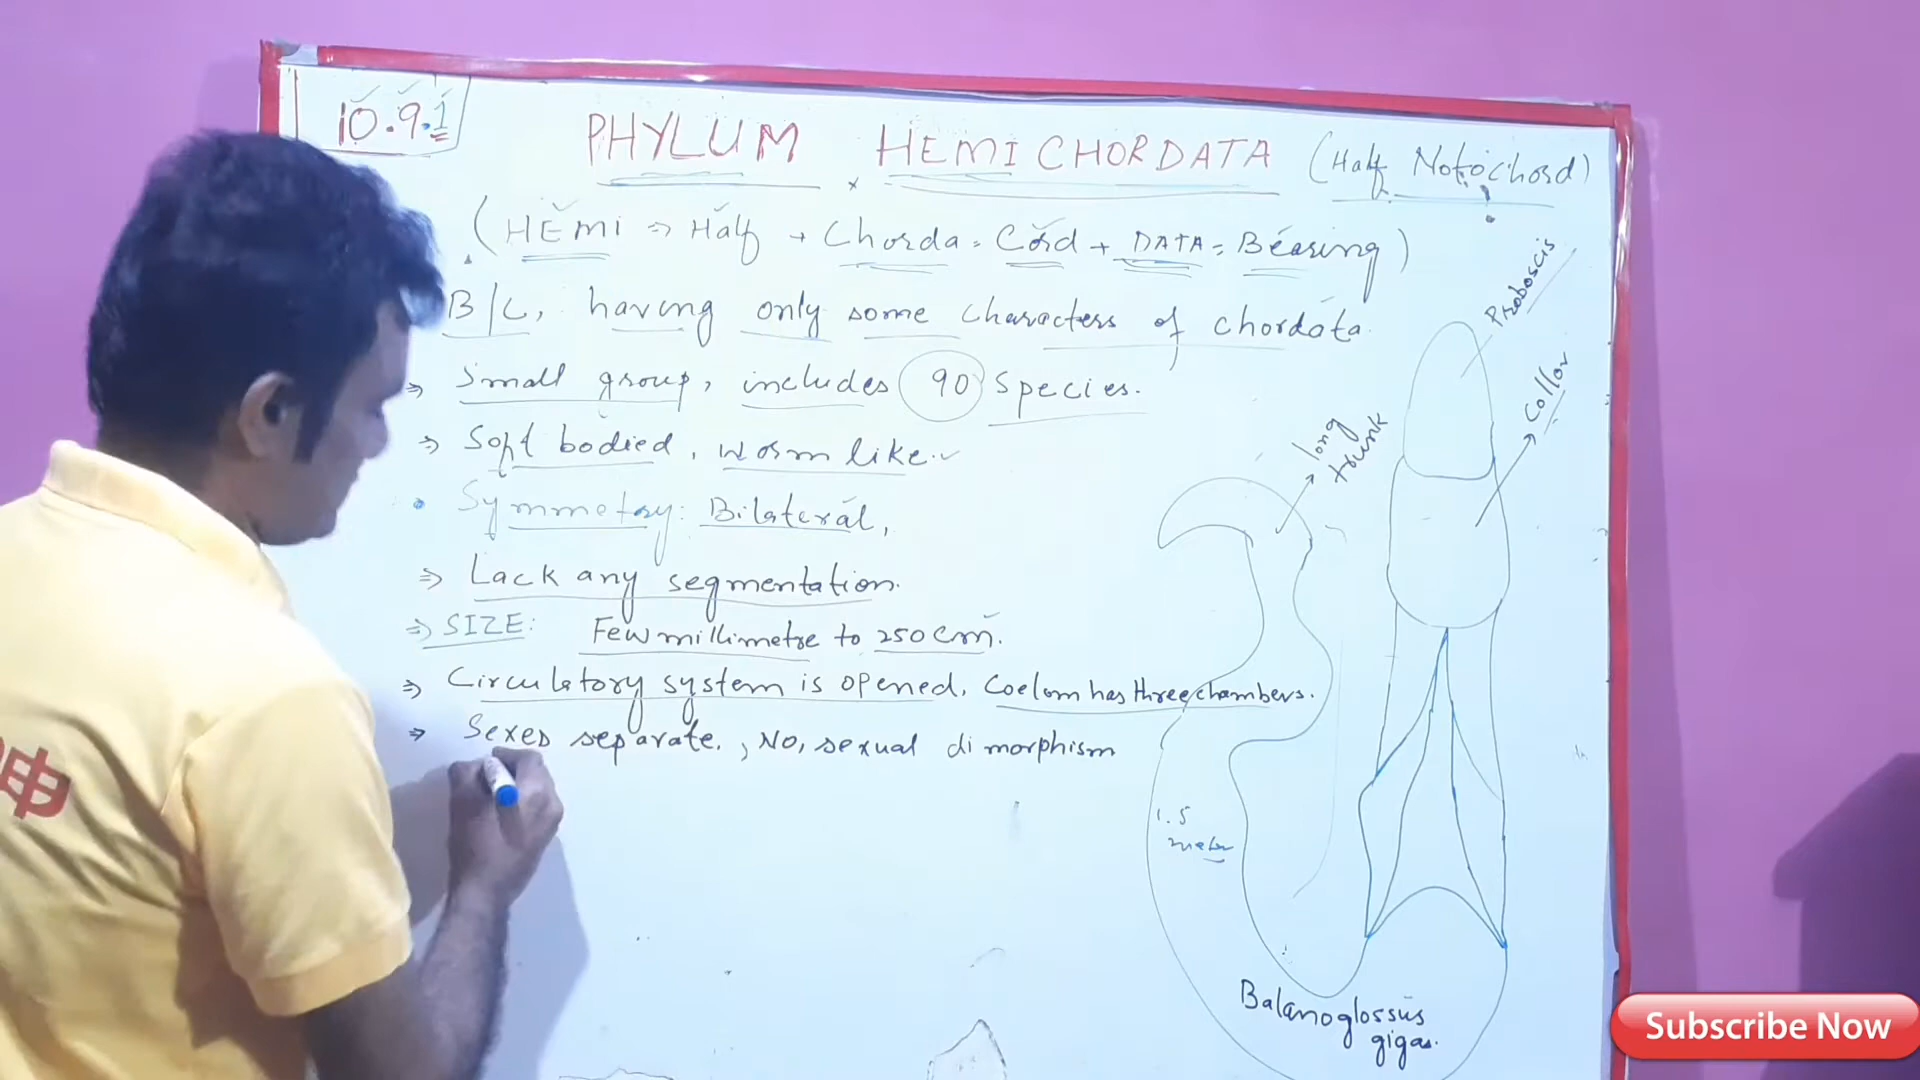 10.9.1
PHYLUM HEMICHORDATA (Half Notochord)
(HEMI ⇒ Half + Chorda = Cord + DATA = Bearing)
B/C, having only some characters of chordata.
⇒ Small group, includes 90 species.
⇒ Soft bodied, worm like.
• Symmetry: Bilateral,
⇒ Lack any segmentation.
⇒ SIZE: Few millimetre to 250 cm.
⇒ Circulatory system is opened. Coelom has three chambers.
⇒ Sexes separate., No, sexual dimorphism
Proboscis
Collar
long
trunk
1.5
meter
Balanoglossus
gigas.
神
Subscribe Now